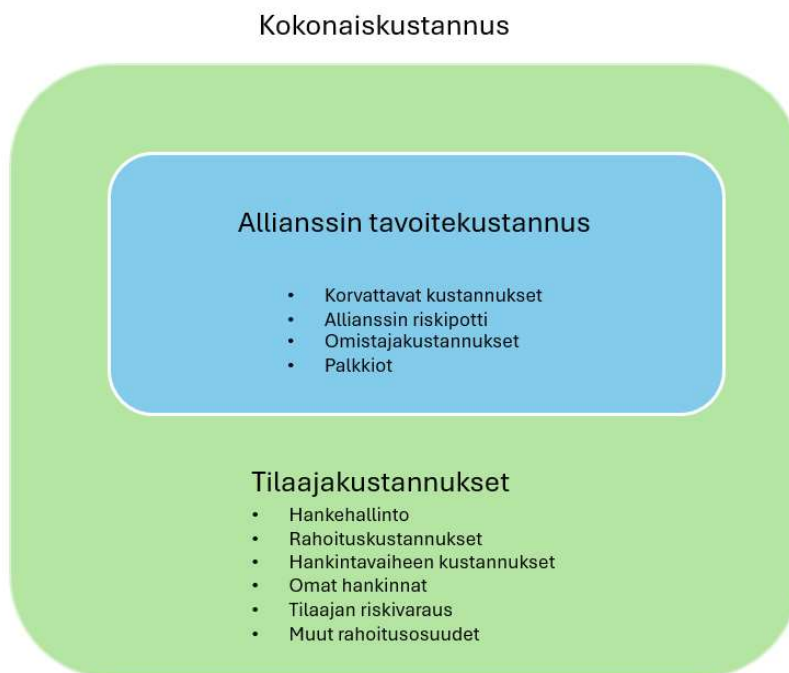 Kokonaiskustannus
Allianssin tavoitekustannus
• Korvattavat kustannukset
• Allianssin riskipotti
• Omistajakustannukset
• Palkkiot
Tilaajakustannukset
• Hankehallinto
• Rahoituskustannukset
• Hankintavaiheen kustannukset
• Omat hankinnat
• Tilaajan riskivaraus
• Muut rahoitusosuudet